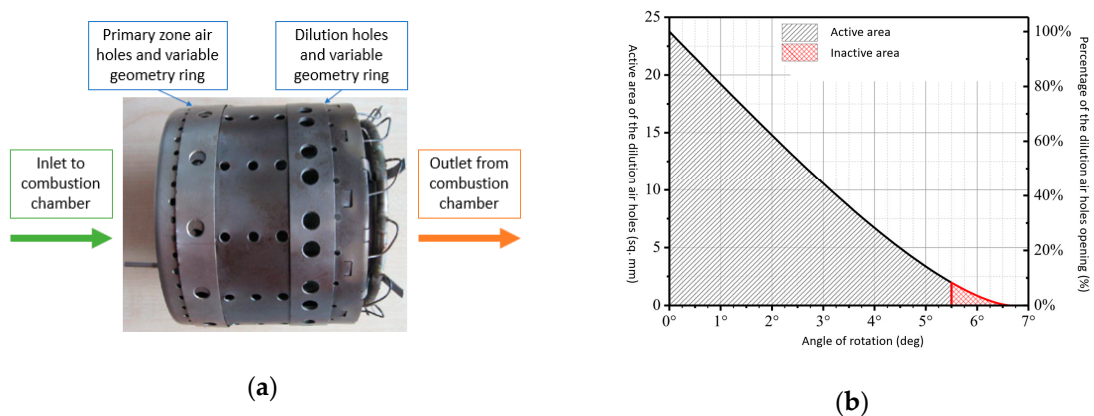 Primary zone air
holes and variable
geometry ring
Dilution holes
and variable
geometry ring
Inlet to
combustion
chamber
Outlet from
combustion
chamber
(a)
Active area of the dilution air holes (sq. mm)
25
20
15
10
5
0
Active area
Inactive area
100%
80%
60%
40%
20%
0%
Percentage of the dilution air holes opening (%)
0° 1° 2° 3° 4° 5° 6° 7°
Angle of rotation (deg)
(b)